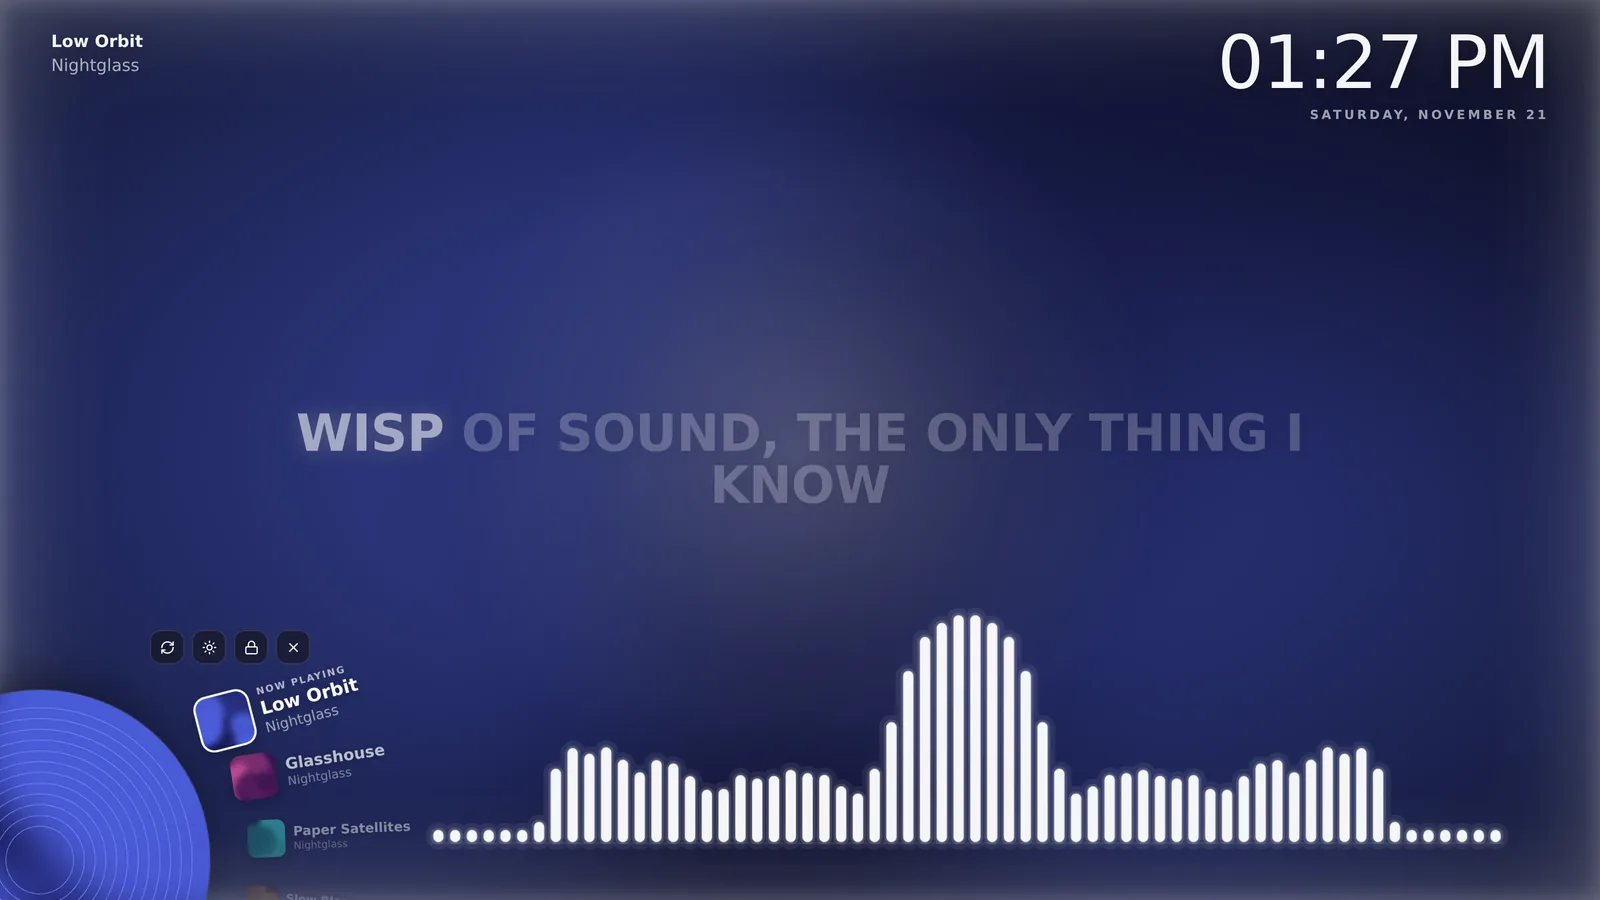 Low Orbit
Nightglass
01:27 PM
SATURDAY, NOVEMBER 21
WISP OF SOUND, THE ONLY THING I
KNOW
NOW PLAYING
Low Orbit
Nightglass
Glasshouse
Nightglass
Paper Satellites
Nightglass
Slow